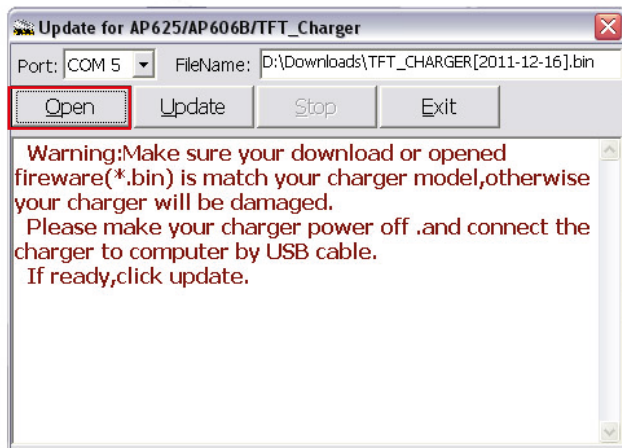 Update for AP625/AP606B/TFT_Charger
Port: COM 5 FileName: D:\Downloads\TFT_CHARGER[2011-12-16].bin
Open Update Stop Exit
Warning:Make sure your download or opened
fireware(*.bin) is match your charger model,otherwise
your charger will be damaged.
Please make your charger power off .and connect the
charger to computer by USB cable.
If ready,click update.